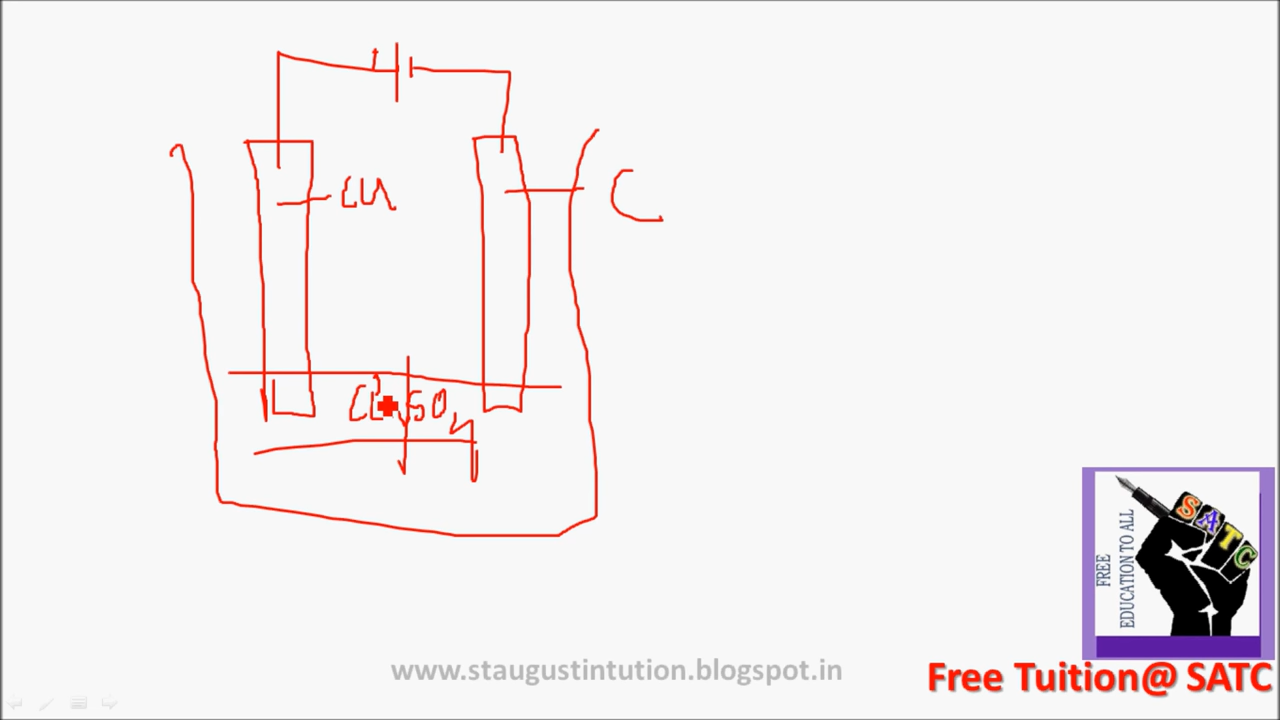 Cu
C
CuSO4
FREE
EDUCATION TO ALL
SATC
www.staugustintution.blogspot.in
Free Tuition@ SATC